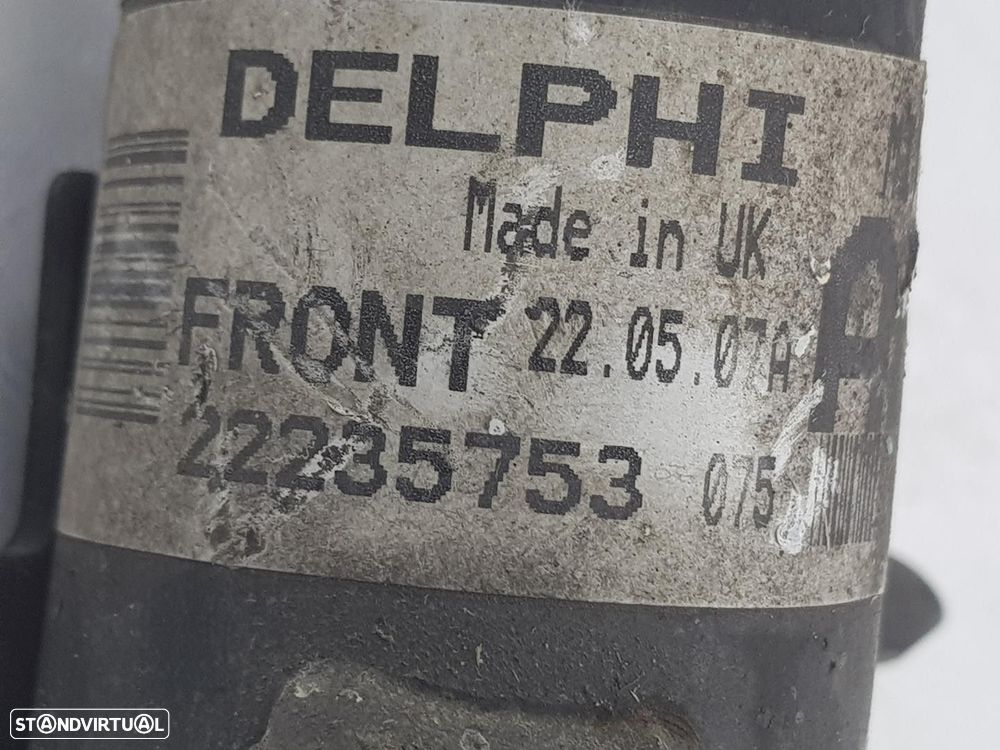 DELPHI
Made in UK
FRONT 22.05.07A
22235753 075
A
STANDVIRTUAL